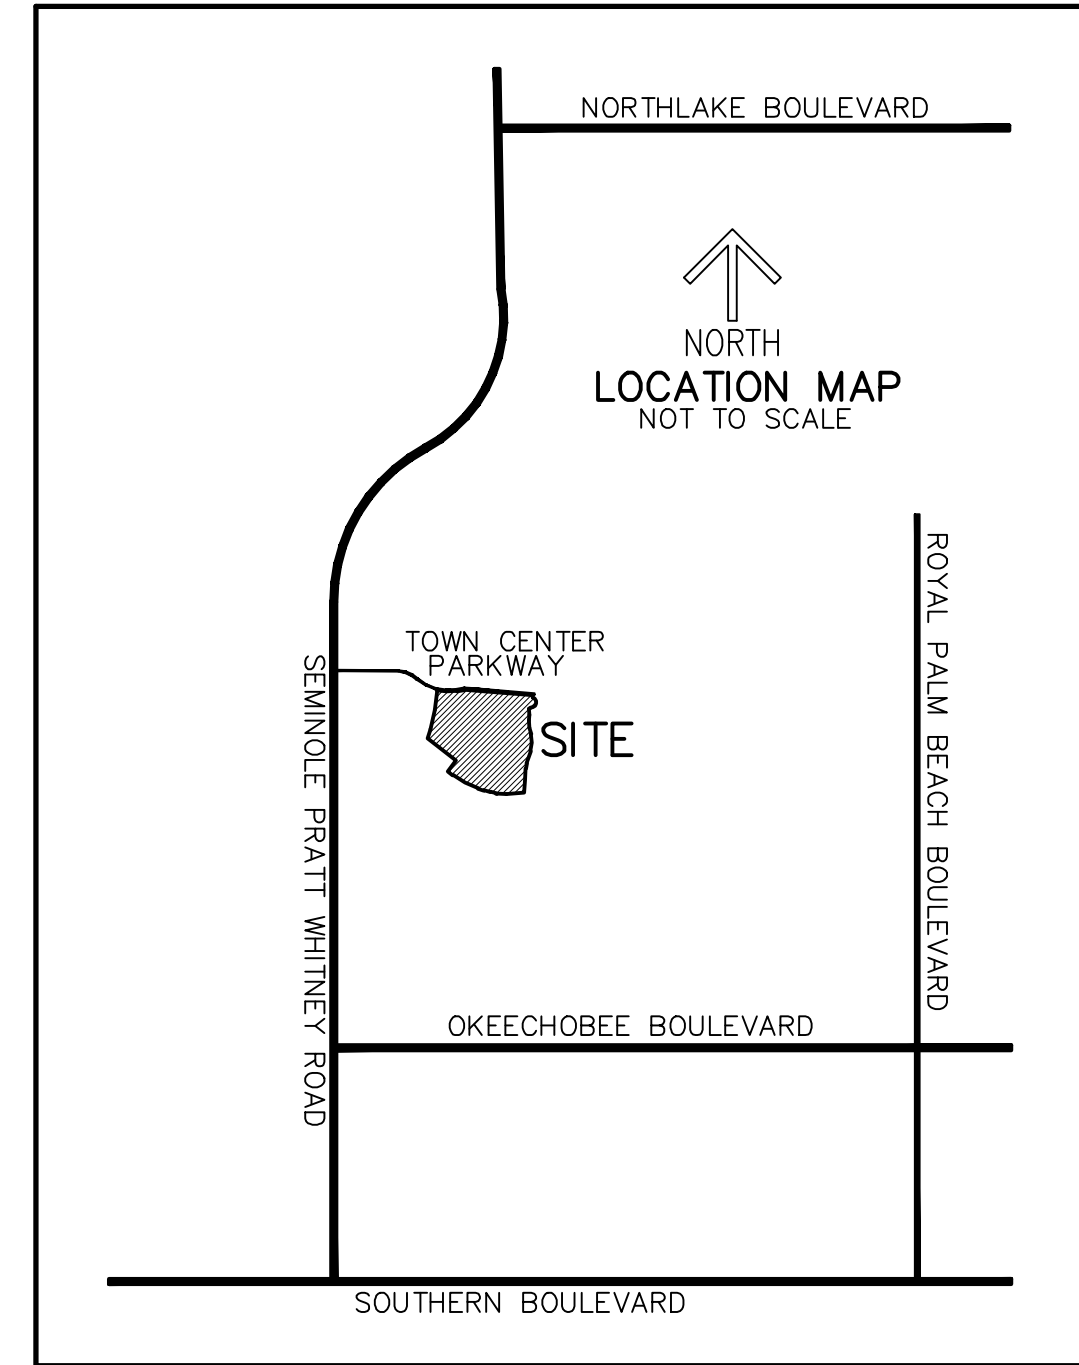 NORTHLAKE BOULEVARD
NORTH
LOCATION MAP
NOT TO SCALE
ROYAL PALM BEACH BOULEVARD
TOWN CENTER
PARKWAY
SEMINOLE PRATT WHITNEY ROAD
SITE
OKEECHOBEE BOULEVARD
SOUTHERN BOULEVARD